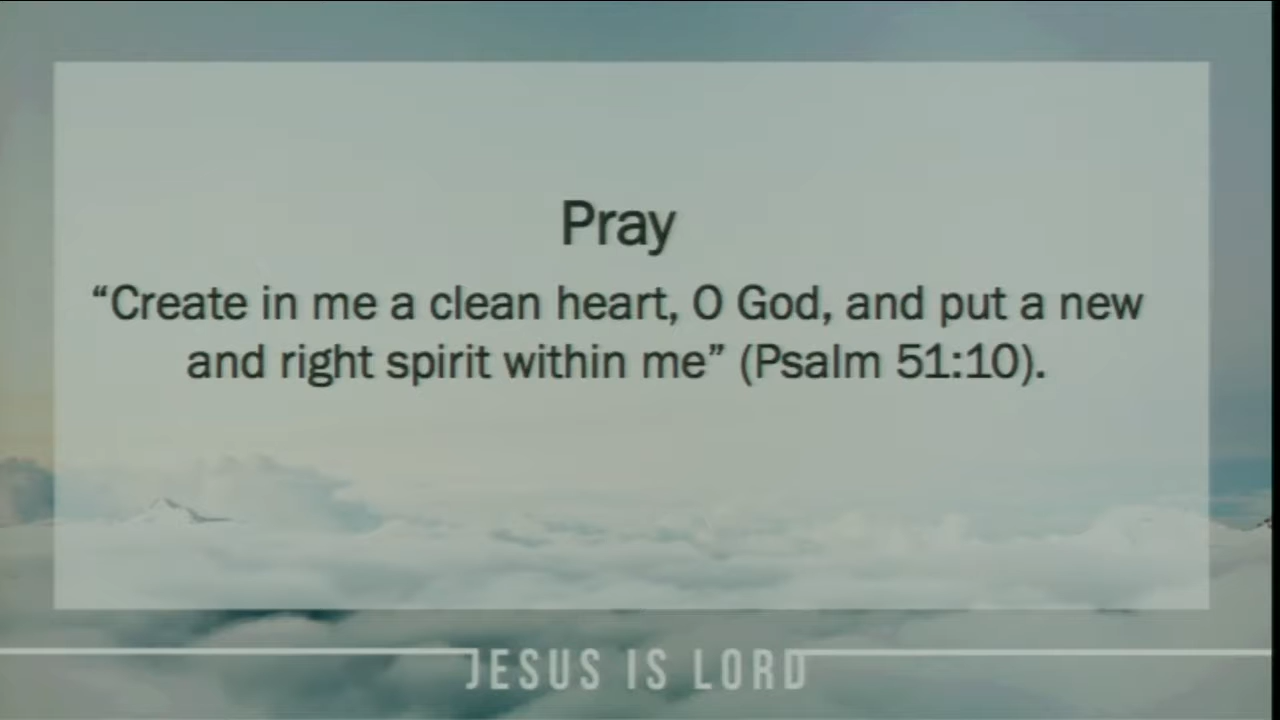 Pray
“Create in me a clean heart, O God, and put a new
and right spirit within me” (Psalm 51:10).
JESUS IS LORD